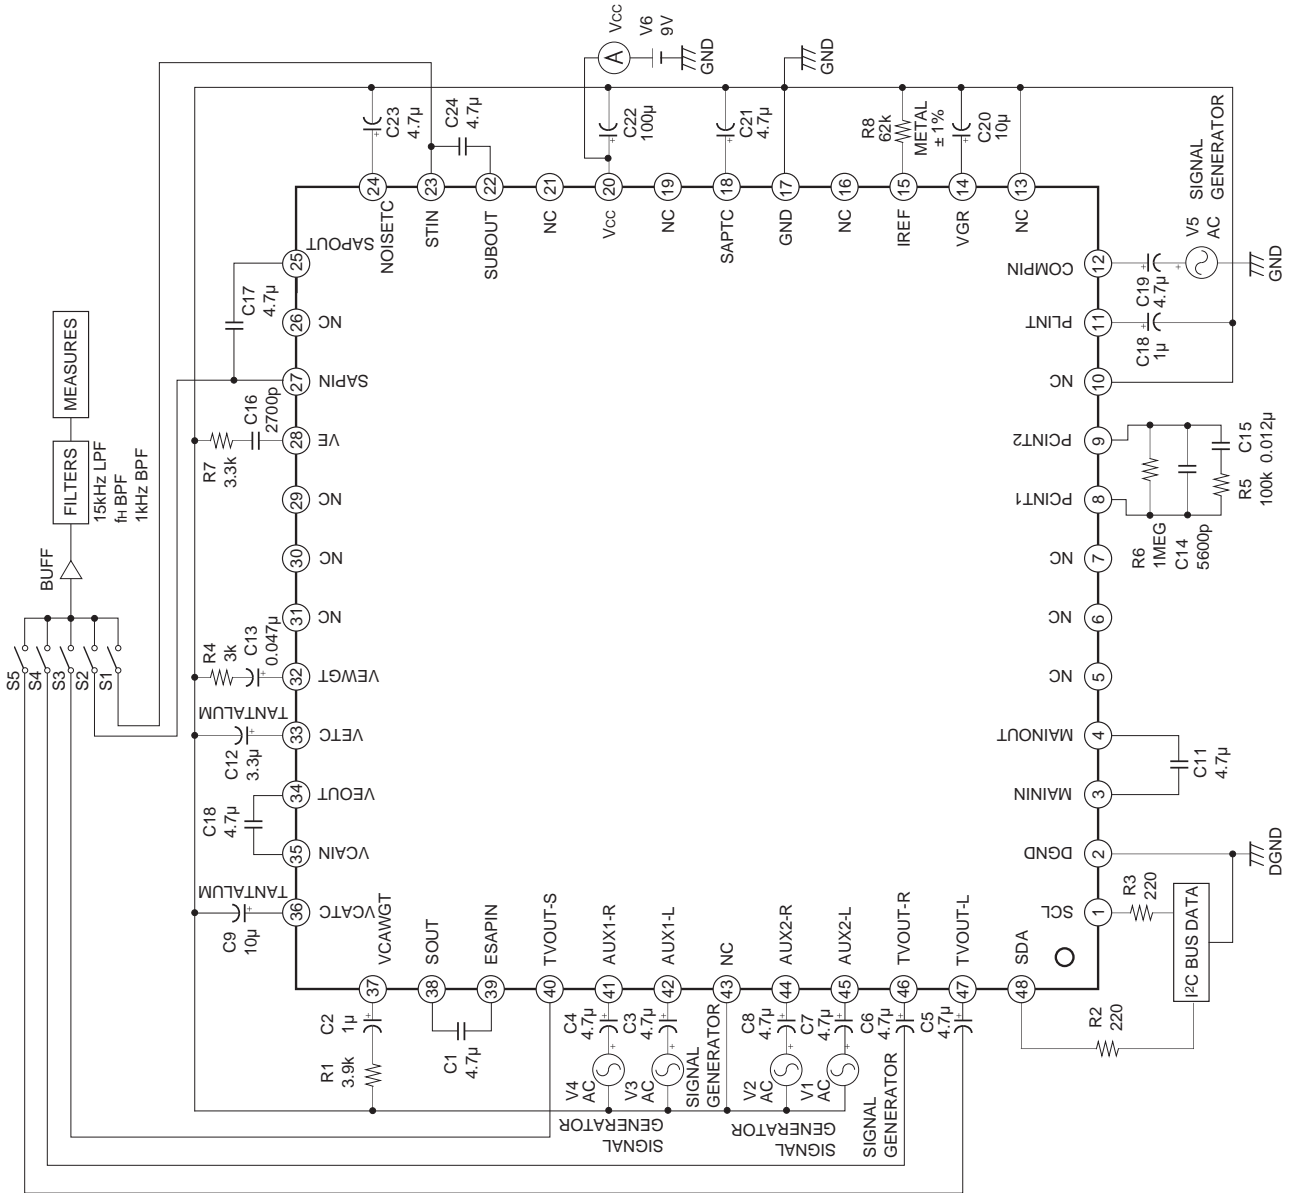 S5
S4
S3
S2
S1
BUFF
FILTERS
MEASURES
15kHz LPF
fH BPF
1kHz BPF
A
Vcc
V6
9V
GND
GND
C23
4.7μ
C24
4.7μ
C22
100μ
C21
4.7μ
R8
62k
METAL
± 1%
C20
10μ
24
NOISETC
23
STIN
22
SUBOUT
21
NC
20
Vcc
19
NC
18
SAPTC
17
GND
16
NC
15
IREF
14
VGR
13
NC
SIGNAL
GENERATOR
V5
AC
C19
4.7μ
12
COMPIN
GND
C18
1μ
11
PLINT
10
NC
9
PCINT2
8
PCINT1
R6
1MEG
C14
5600p
R5
100k
C15
0.012μ
7
NC
6
NC
5
NC
4
MAINOUT
C11
4.7μ
3
MAININ
2
DGND
DGND
1
SCL
R3
220
I²C BUS DATA
R2
220
25
SAPOUT
C17
4.7μ
26
NC
27
SAPIN
28
VE
R7
3.3k
C16
2700p
29
NC
30
NC
31
NC
32
VEWGT
R4
3k
C13
0.047μ
33
VETC
TANTALUM
C12
3.3μ
34
VEOUT
C18
4.7μ
35
VCAIN
36
VCATC
TANTALUM
C9
10μ
37
VCAWGT
C2
1μ
R1
3.9k
38
SOUT
39
ESAPIN
C1
4.7μ
40
TVOUT-S
41
AUX1-R
C4
4.7μ
V4
AC
SIGNAL
GENERATOR
42
AUX1-L
C3
4.7μ
V3
AC
SIGNAL
GENERATOR
43
NC
44
AUX2-R
C8
4.7μ
V2
AC
SIGNAL
GENERATOR
45
AUX2-L
C7
4.7μ
V1
AC
SIGNAL
GENERATOR
46
TVOUT-R
C6
4.7μ
47
TVOUT-L
C5
4.7μ
48
SDA